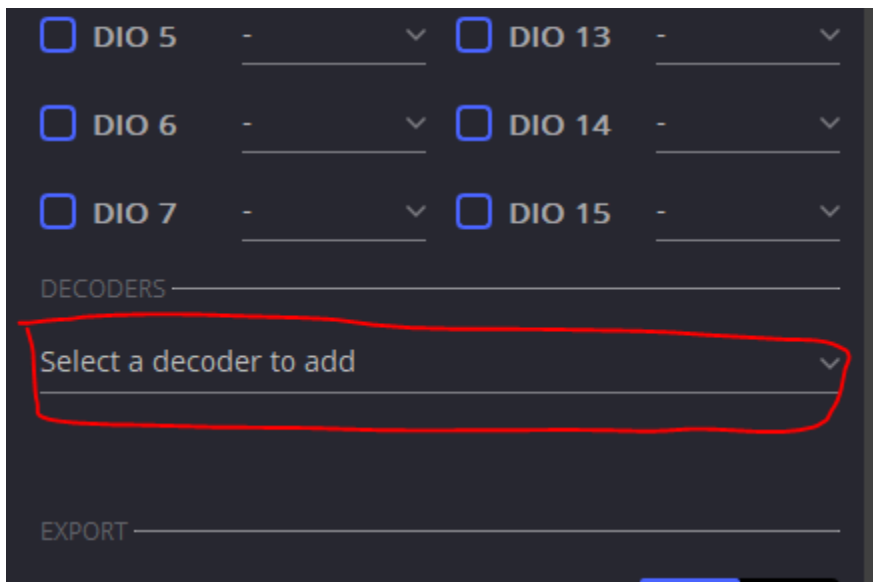 DIO 5 - DIO 13 -
DIO 6 - DIO 14 -
DIO 7 - DIO 15 -
DECODERS
Select a decoder to add
EXPORT